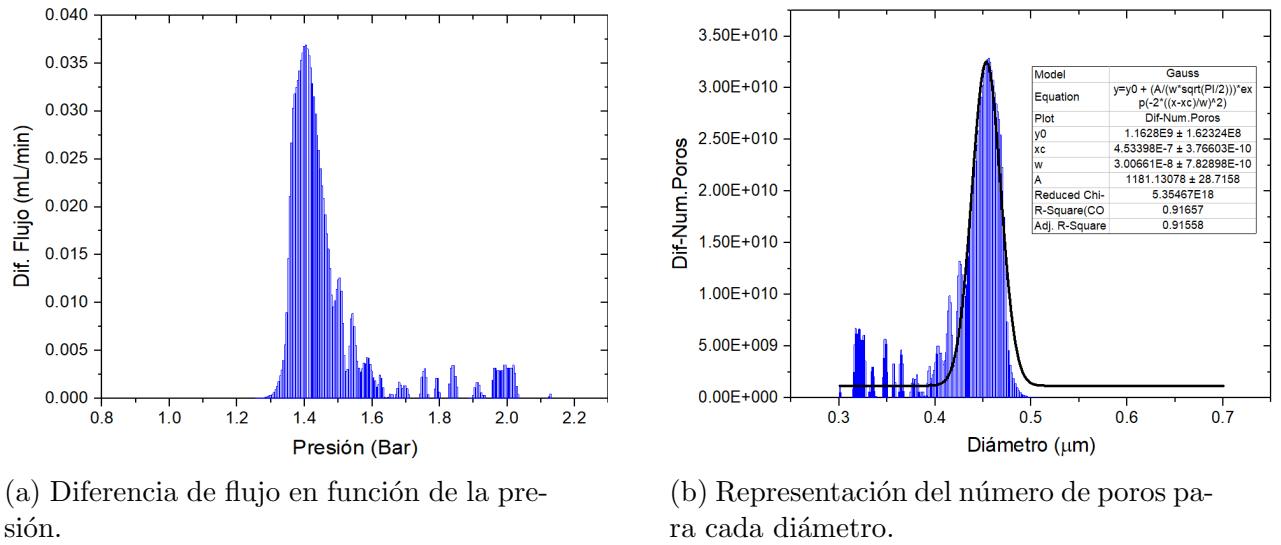 0.040
0.035
0.030
0.025
0.020
0.015
0.010
0.005
0.000
Dif. Flujo (mL/min)
0.8
1.0
1.2
1.4
1.6
1.8
2.0
2.2
Presión (Bar)
(a) Diferencia de flujo en función de la pre-
sión.
3.50E+010
3.00E+010
2.50E+010
2.00E+010
1.50E+010
1.00E+010
5.00E+009
0.00E+000
Dif-Num.Poros
Model Gauss
Equation y=y0 + (A/(w*sqrt(PI/2)))*ex
p(-2*((x-xc)/w)^2)
Plot Dif-Num.Poros
y0 1.1628E9 ± 1.62324E8
xc 4.53398E-7 ± 3.76603E-10
w 3.00661E-8 ± 7.82898E-10
A 1181.13078 ± 28.7158
Reduced Chi- 5.35467E18
R-Square(CO 0.91657
Adj. R-Square 0.91558
0.3
0.4
0.5
0.6
0.7
Diámetro (μm)
(b) Representación del número de poros pa-
ra cada diámetro.